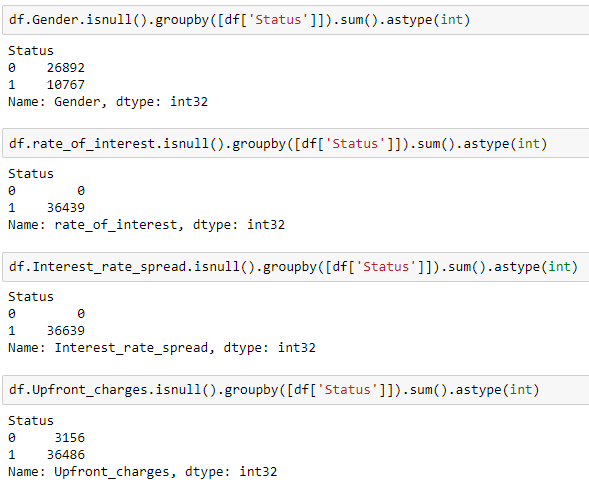 df.Gender.isnull().groupby([df['Status']]).sum().astype(int)
Status
0    26892
1    10767
Name: Gender, dtype: int32
df.rate_of_interest.isnull().groupby([df['Status']]).sum().astype(int)
Status
0        0
1    36439
Name: rate_of_interest, dtype: int32
df.Interest_rate_spread.isnull().groupby([df['Status']]).sum().astype(int)
Status
0        0
1    36639
Name: Interest_rate_spread, dtype: int32
df.Upfront_charges.isnull().groupby([df['Status']]).sum().astype(int)
Status
0     3156
1    36486
Name: Upfront_charges, dtype: int32